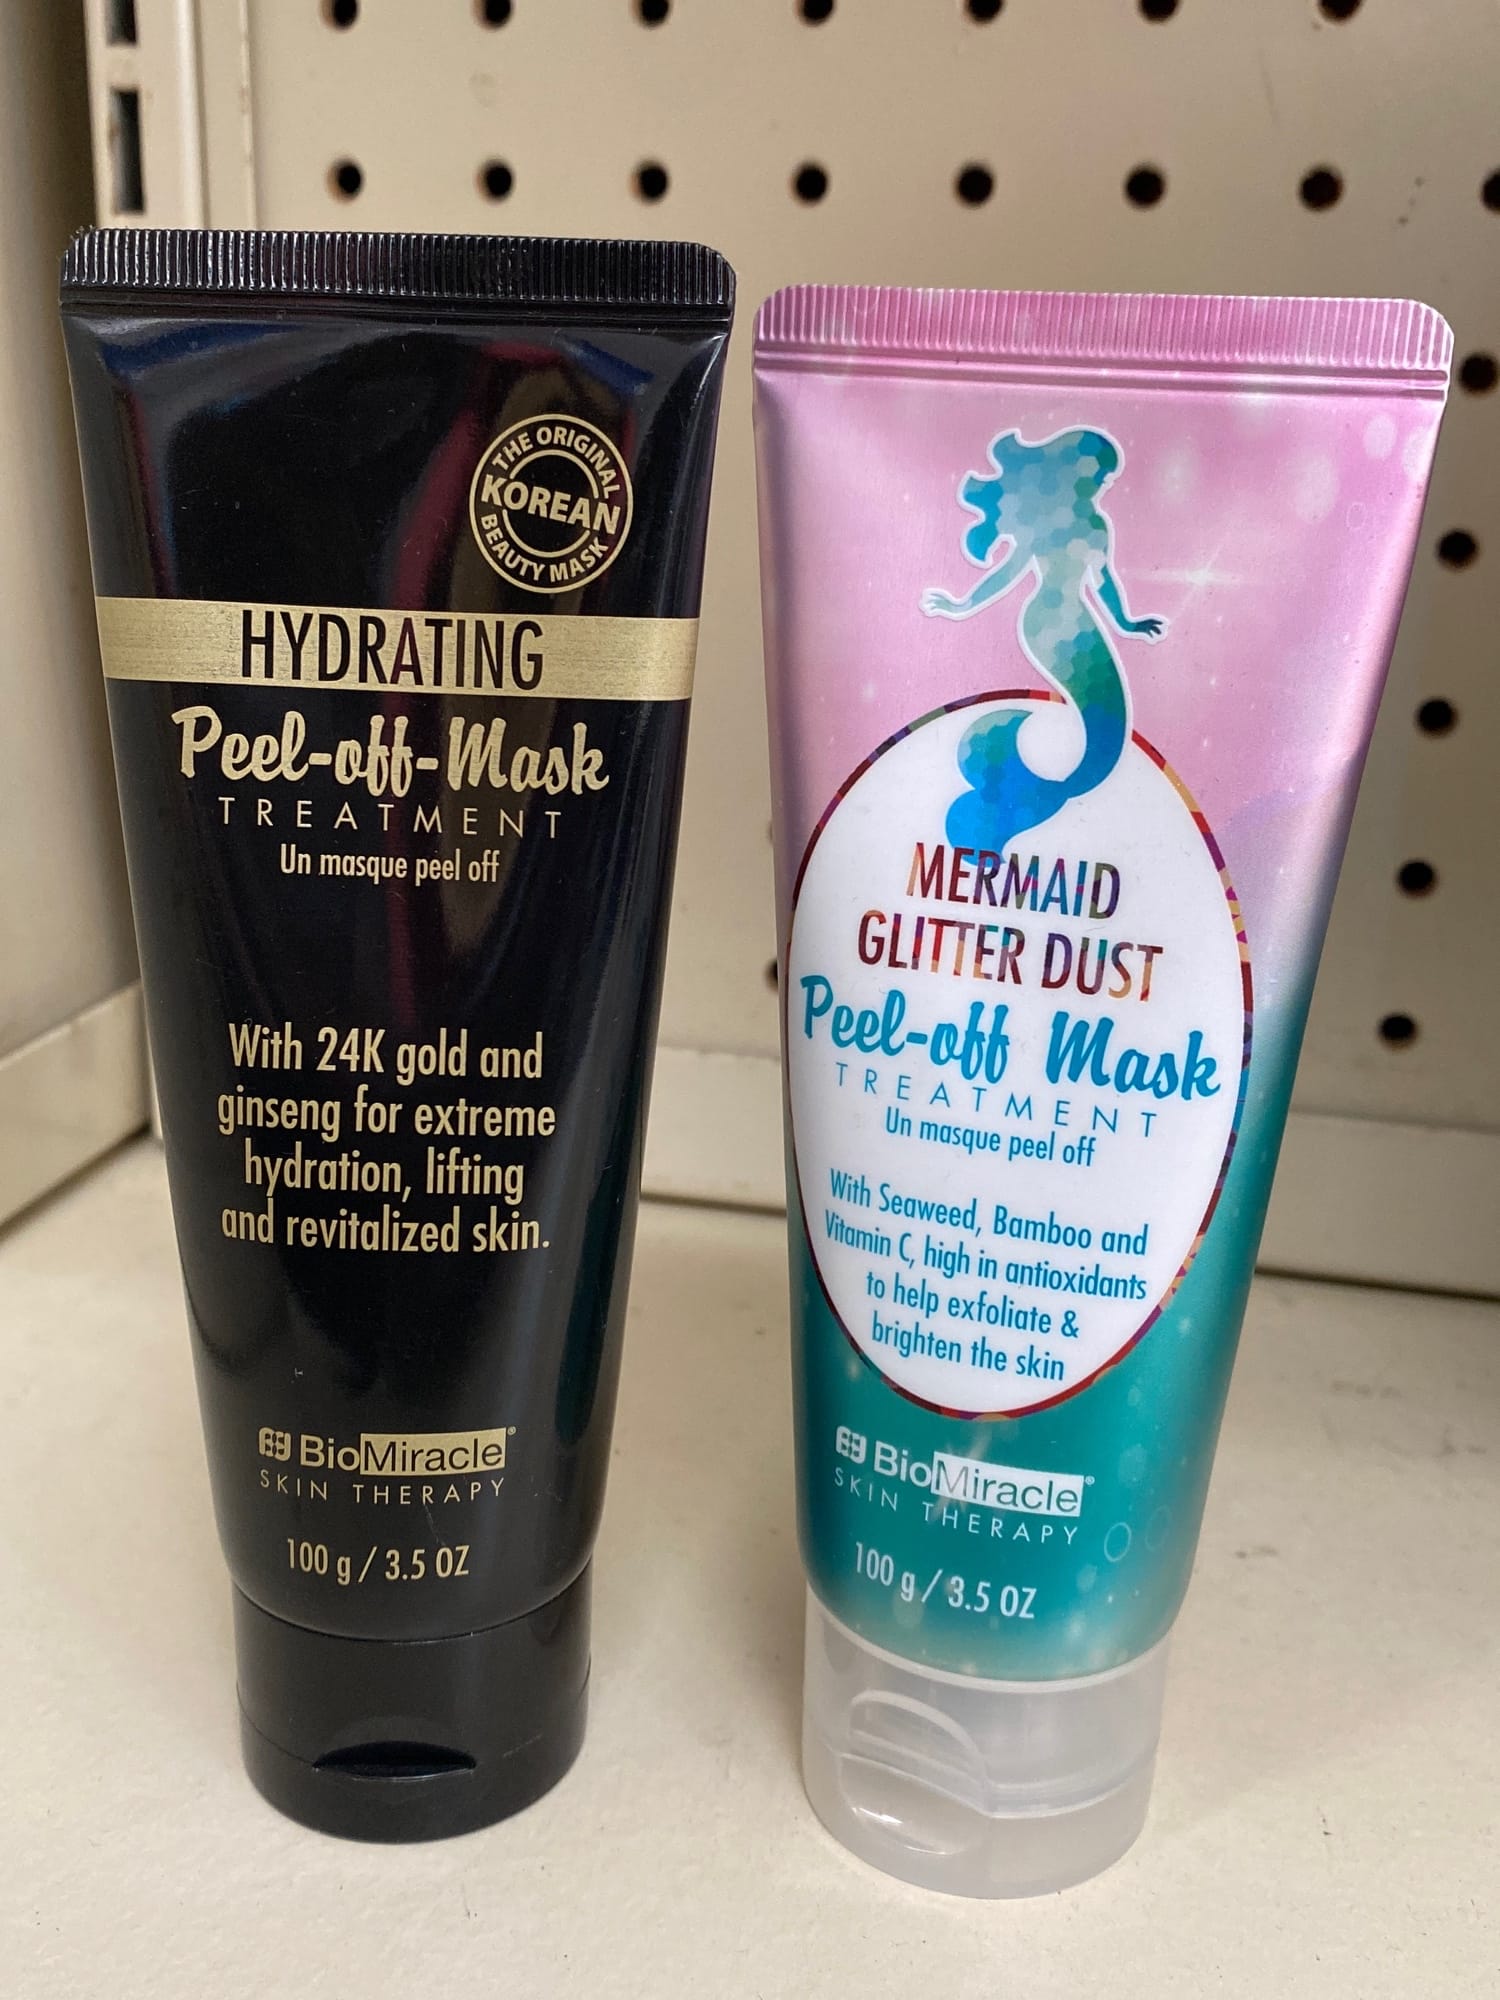 THE ORIGINAL
KOREAN
BEAUTY MASK
HYDRATING
Peel-off-Mask
TREATMENT
Un masque peel off
With 24K gold and
ginseng for extreme
hydration, lifting
and revitalized skin.
BioMiracle®
SKIN THERAPY
100 g / 3.5 OZ
MERMAID
GLITTER DUST
Peel-off Mask
TREATMENT
Un masque peel off
With Seaweed, Bamboo and
Vitamin C, high in antioxidants
to help exfoliate &
brighten the skin
BioMiracle®
SKIN THERAPY
100 g / 3.5 OZ